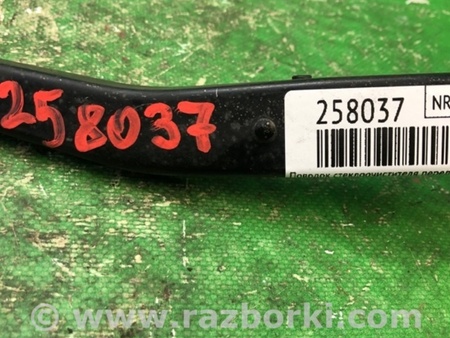 258037
258037
NR
Поводок стеклоочистителя перед
www.razborki.com